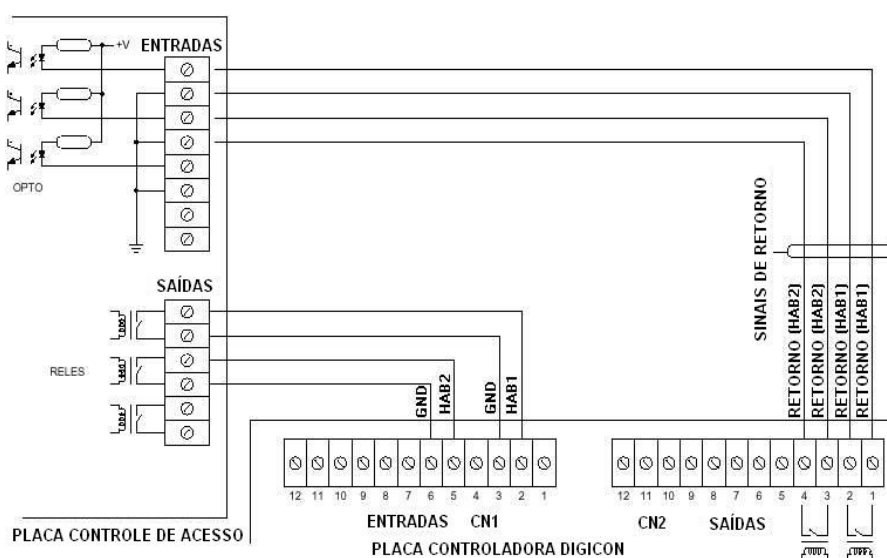 +V ENTRADAS
OPTO
SINAIS DE RETORNO
SAÍDAS
RELES
GND
HAB2
GND
HAB1
RETORNO (HAB2)
RETORNO (HAB2)
RETORNO (HAB1)
RETORNO (HAB1)
12 11 10 9 8 7 6 5 4 3 2 1
12 11 10 9 8 7 6 5 4 3 2 1
ENTRADAS CN1
CN2 SAÍDAS
PLACA CONTROLE DE ACESSO
PLACA CONTROLADORA DIGICON